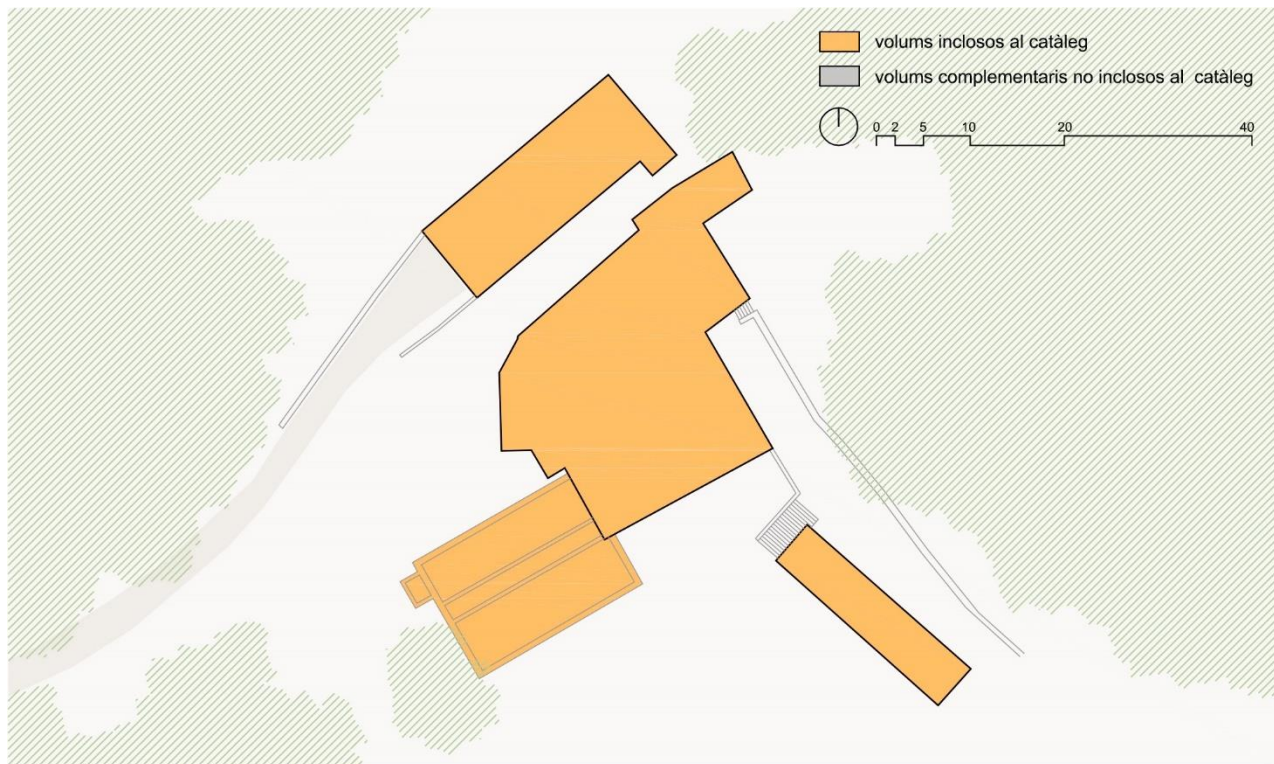 volums inclosos al catàleg
volums complementaris no inclosos al catàleg
0 2 5 10 20 40